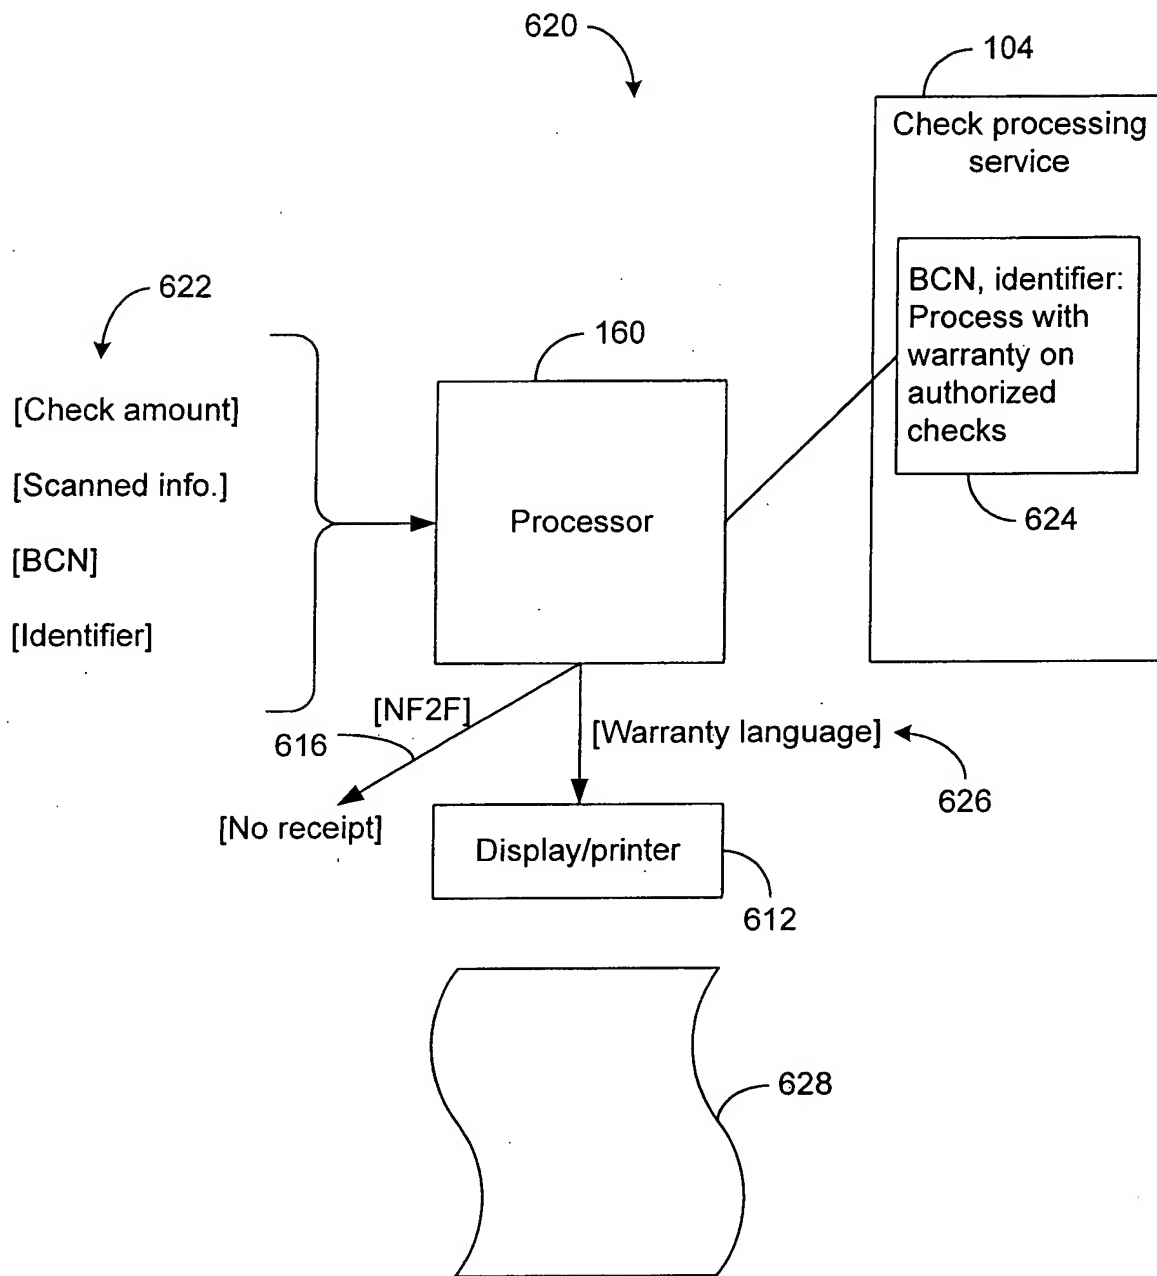 620
104
Check processing
service
622
BCN, identifier:
Process with
warranty on
authorized
checks
160
[Check amount]
[Scanned info.]
Processor
624
[BCN]
[Identifier]
[NF2F]
616
[Warranty language]
626
[No receipt]
Display/printer
612
628